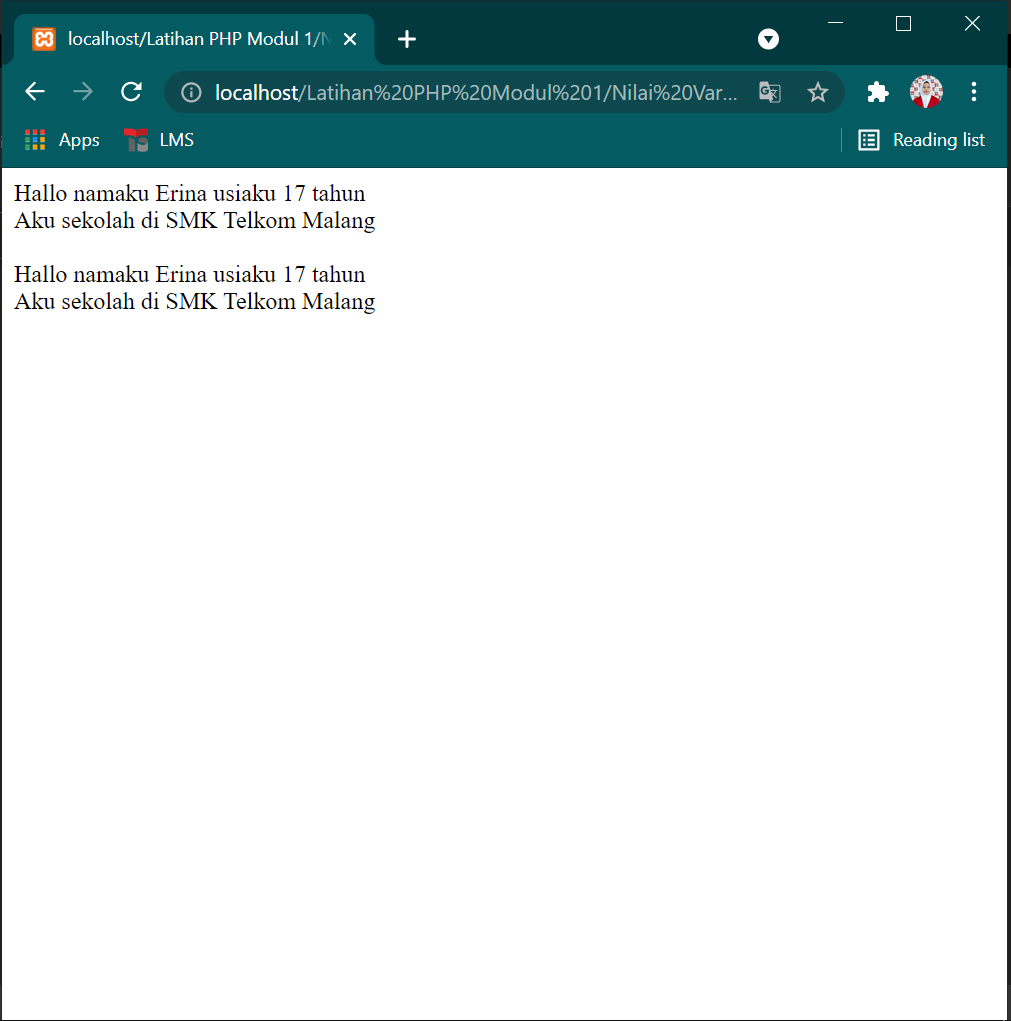 localhost/Latihan PHP Modul 1/N
localhost/Latihan%20PHP%20Modul%201/Nilai%20Var...
Apps
LMS
Reading list
Hallo namaku Erina usiaku 17 tahun
Aku sekolah di SMK Telkom Malang
Hallo namaku Erina usiaku 17 tahun
Aku sekolah di SMK Telkom Malang